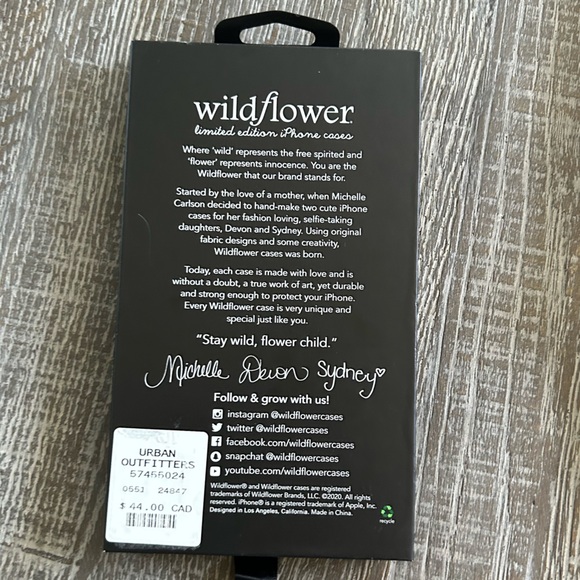 wildflower
limited edition iPhone cases
Where 'wild' represents the free spirited and
'flower' represents innocence. You are the
Wildflower that our brand stands for.
Started by the love of a mother, when Michelle
Carlson decided to hand-make two cute iPhone
cases for her fashion loving, selfie-taking
daughters, Devon and Sydney. Using original
fabric designs and some creativity,
Wildflower cases was born.
Today, each case is made with love and is
without a doubt, a true work of art, yet durable
and strong enough to protect your iPhone.
Every Wildflower case is very unique and
special just like you.
"Stay wild, flower child."
Michelle Devon Sydney
Follow & grow with us!
instagram @wildflowercases
twitter @wildflowercases
facebook.com/wildflowercases
snapchat @wildflowercases
youtube.com/wildflowercases
Wildflower® and Wildflower cases are registered
trademarks of Wildflower Brands, LLC. ©2020. All rights
reserved. iPhone® is a registered trademark of Apple, Inc.
Designed in Los Angeles, California. Made in China.
recycle
URBAN
OUTFITTERS
57455024
0553 24847
$44.00 CAD